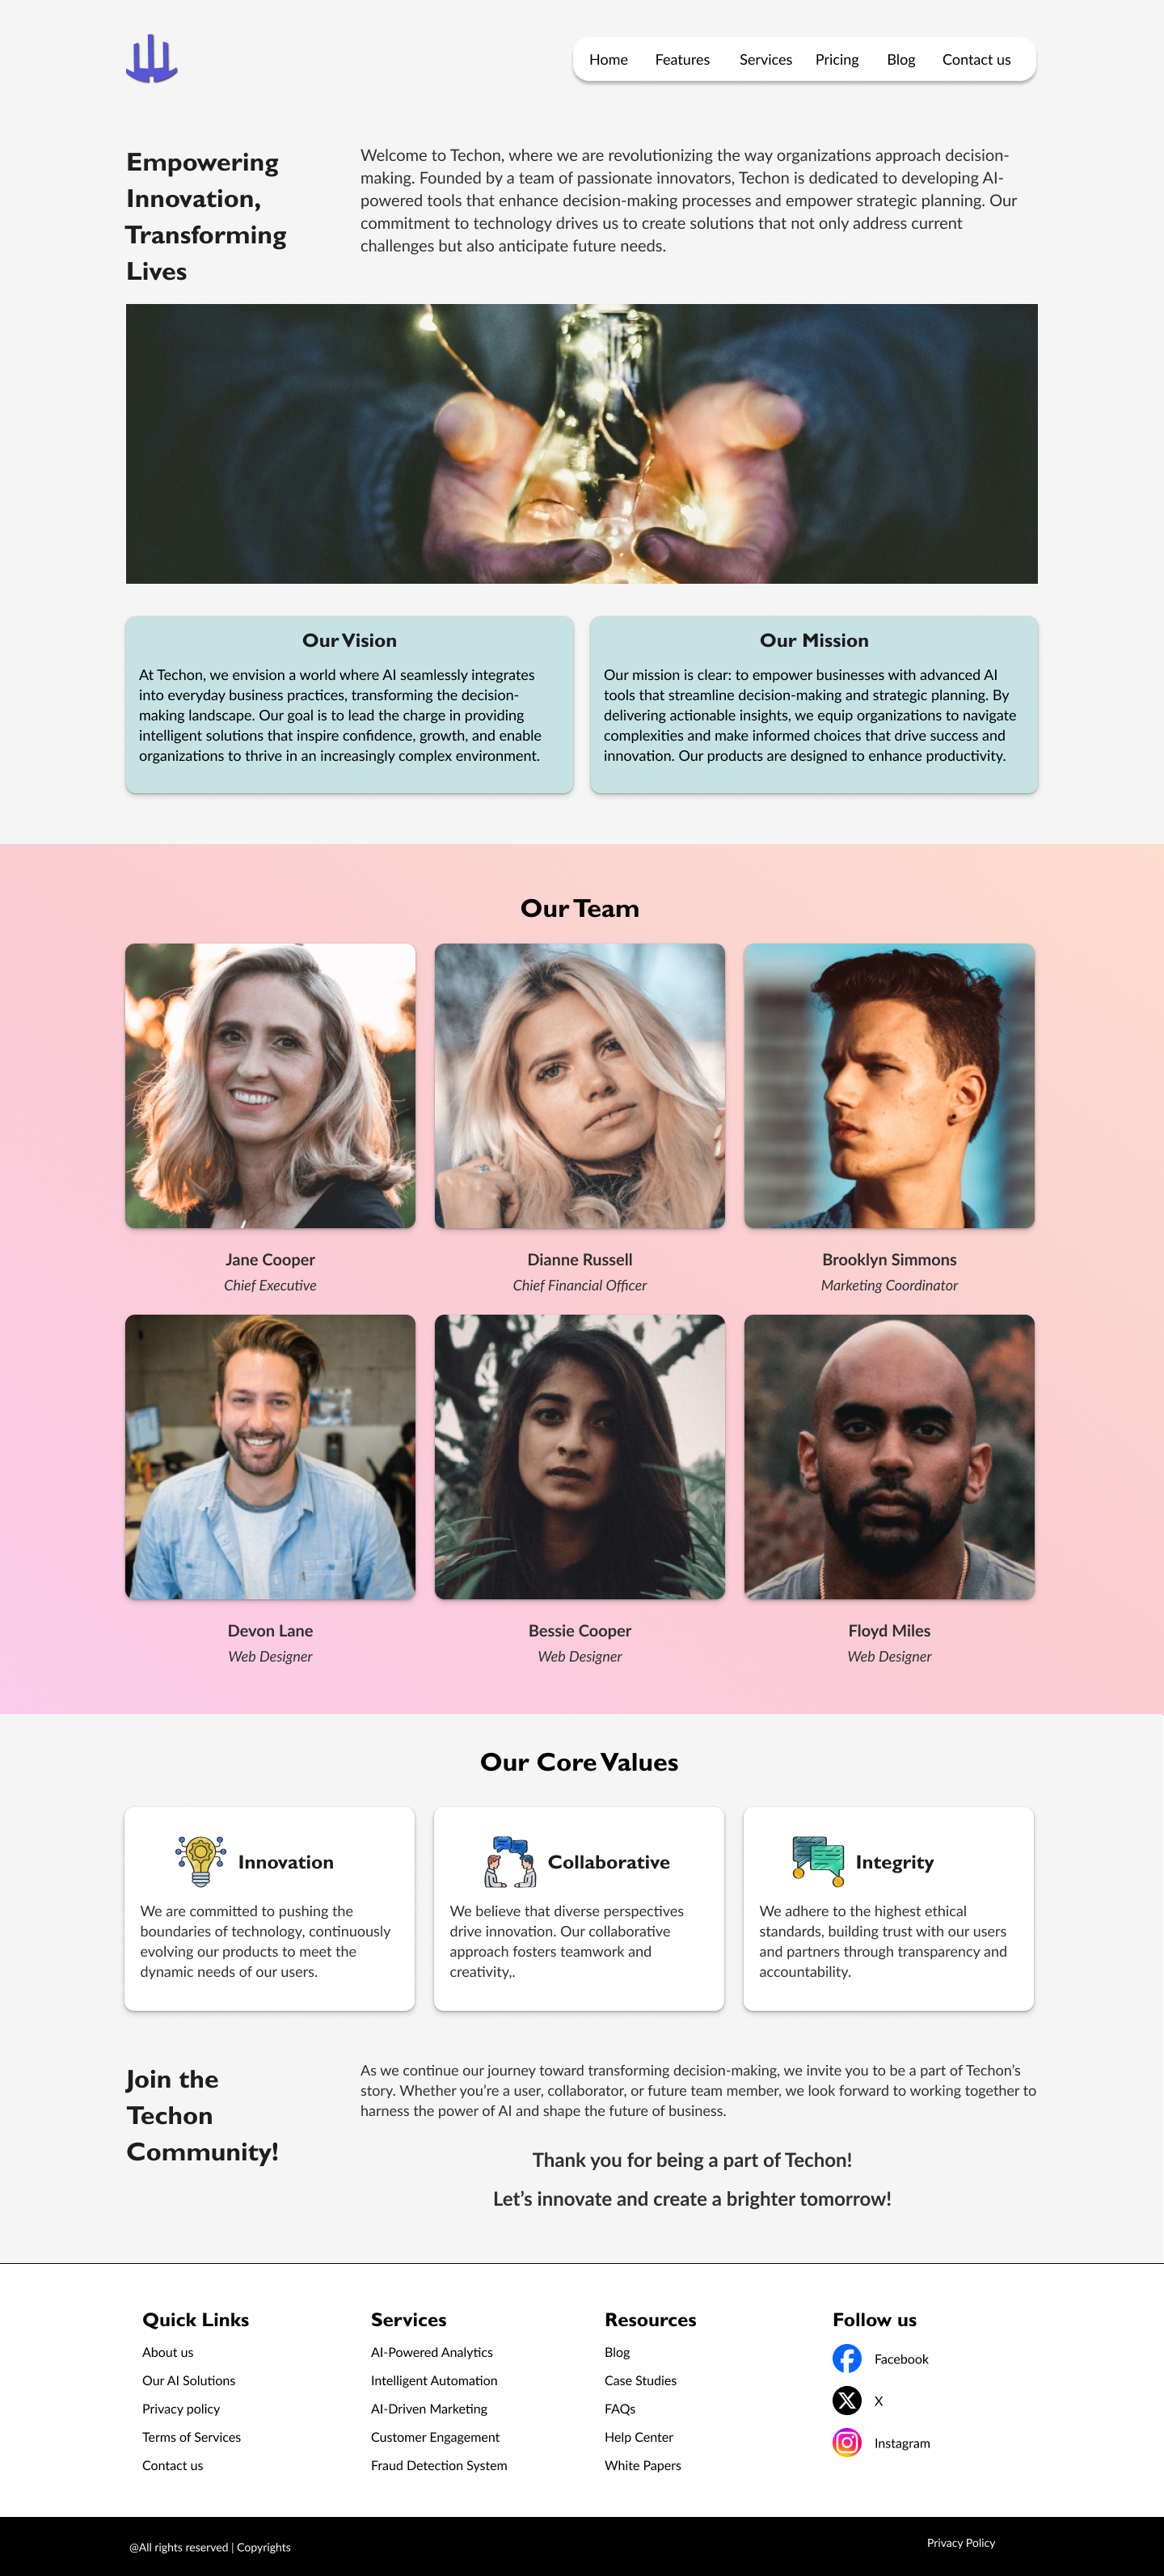 Home Features Services Pricing Blog Contact us
Empowering
Innovation,
Transforming
Lives
Welcome to Techon, where we are revolutionizing the way organizations approach decision-
making. Founded by a team of passionate innovators, Techon is dedicated to developing AI-
powered tools that enhance decision-making processes and empower strategic planning. Our
commitment to technology drives us to create solutions that not only address current
challenges but also anticipate future needs.
Our Vision
At Techon, we envision a world where AI seamlessly integrates
into everyday business practices, transforming the decision-
making landscape. Our goal is to lead the charge in providing
intelligent solutions that inspire confidence, growth, and enable
organizations to thrive in an increasingly complex environment.
Our Mission
Our mission is clear: to empower businesses with advanced AI
tools that streamline decision-making and strategic planning. By
delivering actionable insights, we equip organizations to navigate
complexities and make informed choices that drive success and
innovation. Our products are designed to enhance productivity.
Our Team
Jane Cooper
Chief Executive
Dianne Russell
Chief Financial Officer
Brooklyn Simmons
Marketing Coordinator
Devon Lane
Web Designer
Bessie Cooper
Web Designer
Floyd Miles
Web Designer
Our Core Values
Innovation
We are committed to pushing the
boundaries of technology, continuously
evolving our products to meet the
dynamic needs of our users.
Collaborative
We believe that diverse perspectives
drive innovation. Our collaborative
approach fosters teamwork and
creativity,.
Integrity
We adhere to the highest ethical
standards, building trust with our users
and partners through transparency and
accountability.
Join the
Techon
Community!
As we continue our journey toward transforming decision-making, we invite you to be a part of Techon’s
story. Whether you’re a user, collaborator, or future team member, we look forward to working together to
harness the power of AI and shape the future of business.
Thank you for being a part of Techon!
Let’s innovate and create a brighter tomorrow!
Quick Links
About us
Our AI Solutions
Privacy policy
Terms of Services
Contact us
Services
AI-Powered Analytics
Intelligent Automation
AI-Driven Marketing
Customer Engagement
Fraud Detection System
Resources
Blog
Case Studies
FAQs
Help Center
White Papers
Follow us
Facebook
X
Instagram
@All rights reserved | Copyrights
Privacy Policy